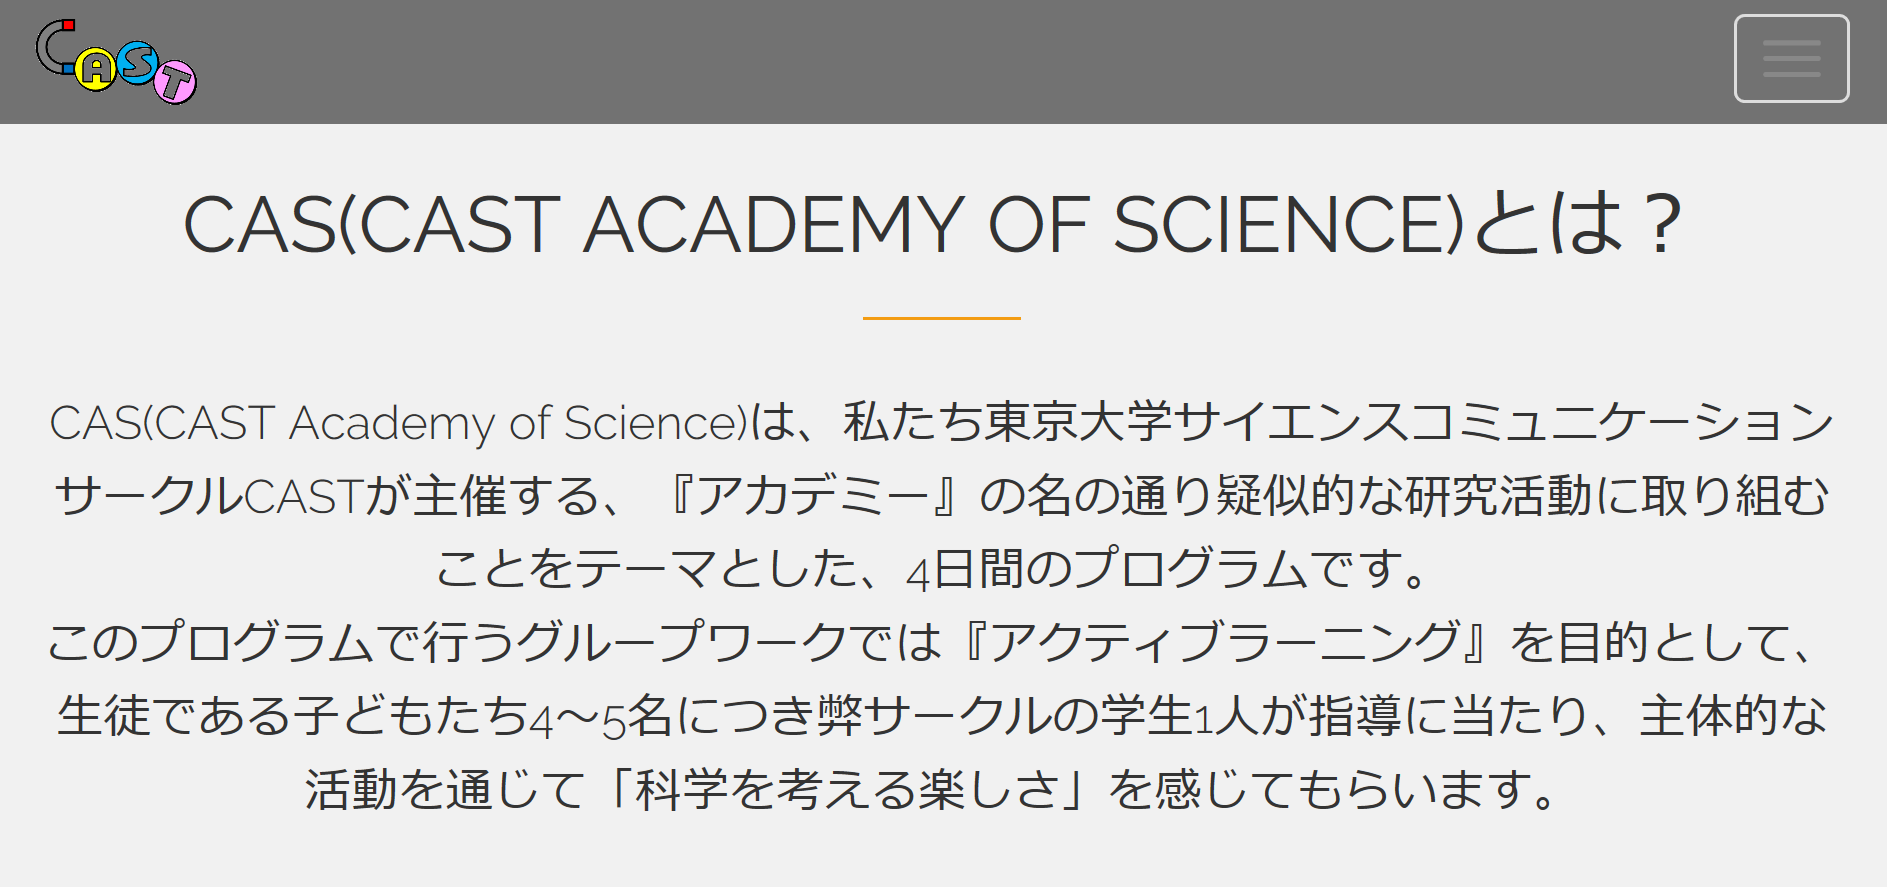 CAST
CAS(CAST ACADEMY OF SCIENCE)とは？
CAS(CAST Academy of Science)は、私たち東京大学サイエンスコミュニケーション
サークルCASTが主催する、『アカデミー』の名の通り疑似的な研究活動に取り組む
ことをテーマとした、4日間のプログラムです。
このプログラムで行うグループワークでは『アクティブラーニング』を目的として、
生徒である子どもたち4〜5名につき弊サークルの学生1人が指導に当たり、主体的な
活動を通じて「科学を考える楽しさ」を感じてもらいます。